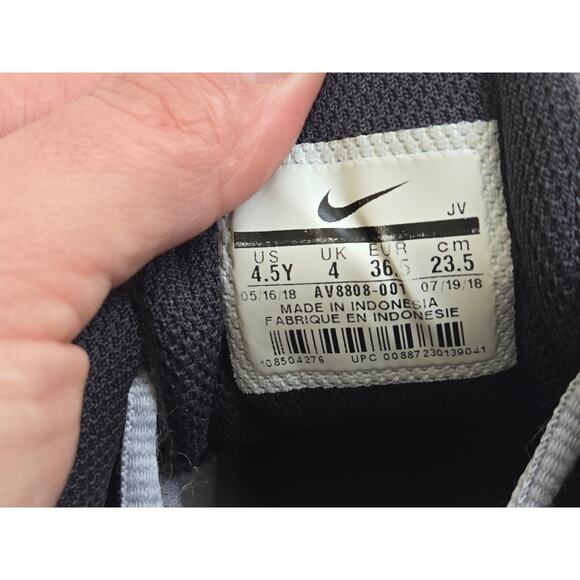 JV
US UK EUR cm
4.5Y 4 36.5 23.5
05/16/18 AV8808-001 07/19/18
MADE IN INDONESIA
FABRIQUE EN INDONESIE
108504276 UPC 00887230139041